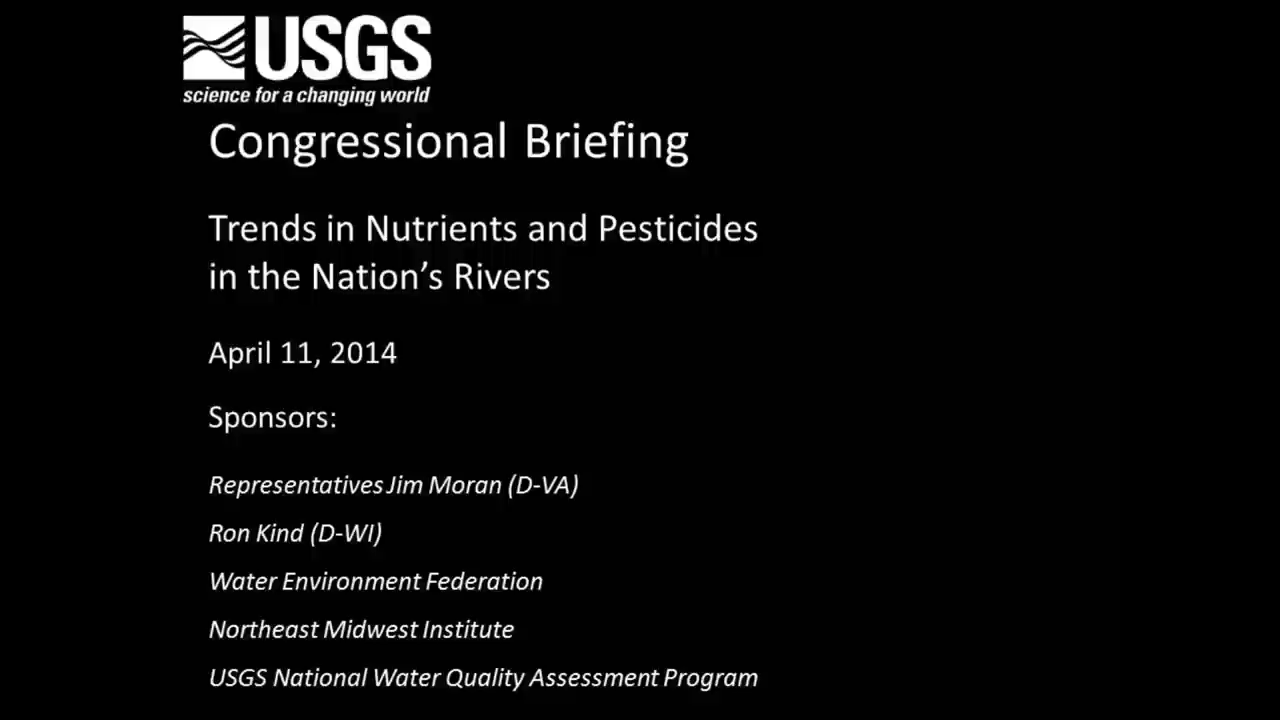 USGS
science for a changing world
Congressional Briefing
Trends in Nutrients and Pesticides
in the Nation's Rivers
April 11, 2014
Sponsors:
Representatives Jim Moran (D-VA)
Ron Kind (D-WI)
Water Environment Federation
Northeast Midwest Institute
USGS National Water Quality Assessment Program